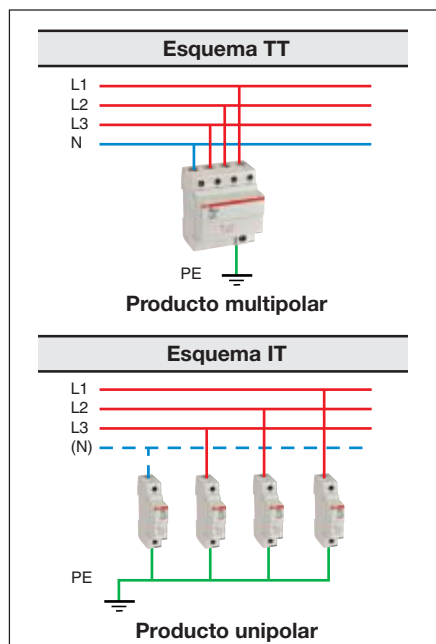 Esquema TT
L1
L2
L3
N
PE
Producto multipolar
Esquema IT
L1
L2
L3
(N)
PE
Producto unipolar